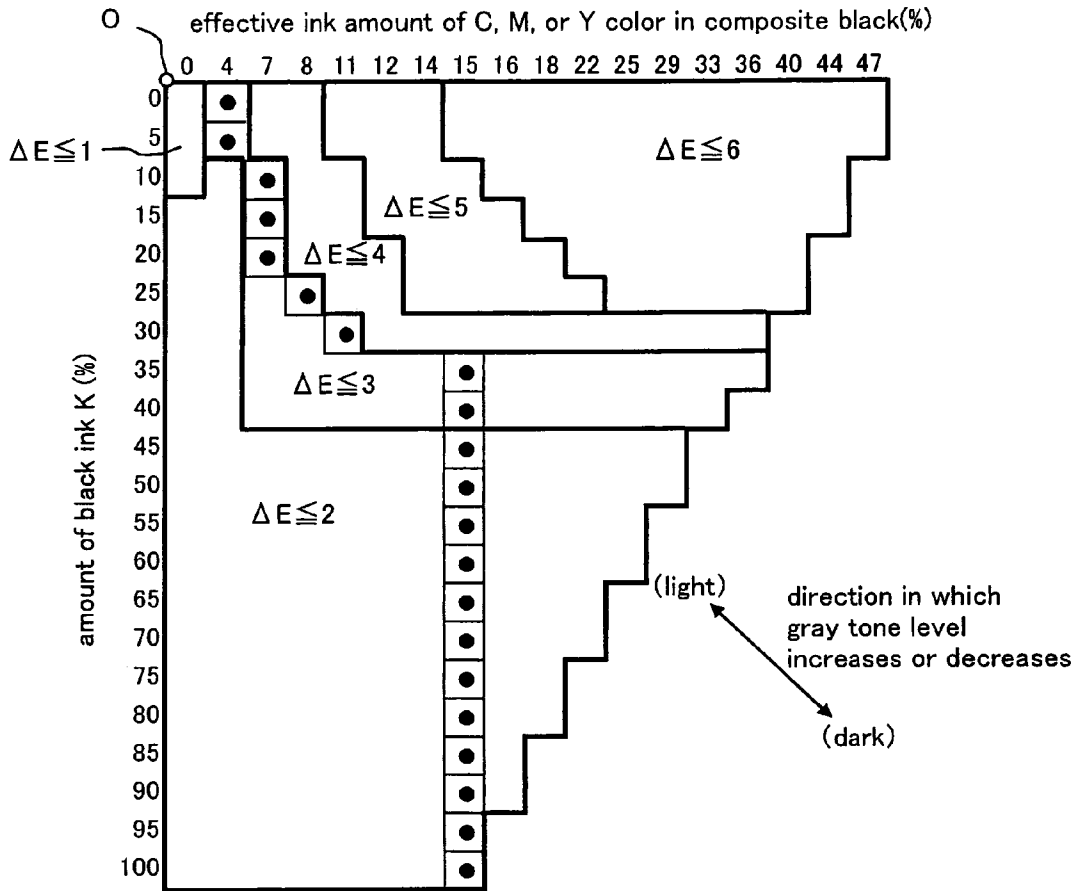 O
effective ink amount of C, M, or Y color in composite black(%)
0 4 7 8 11 12 14 15 16 18 22 25 29 33 36 40 44 47
0
5
10
15
20
25
30
35
40
45
50
55
60
65
70
75
80
85
90
95
100
amount of black ink K (%)
ΔE≦1
ΔE≦6
ΔE≦5
ΔE≦4
ΔE≦3
ΔE≦2
(light)
direction in which
gray tone level
increases or decreases
(dark)